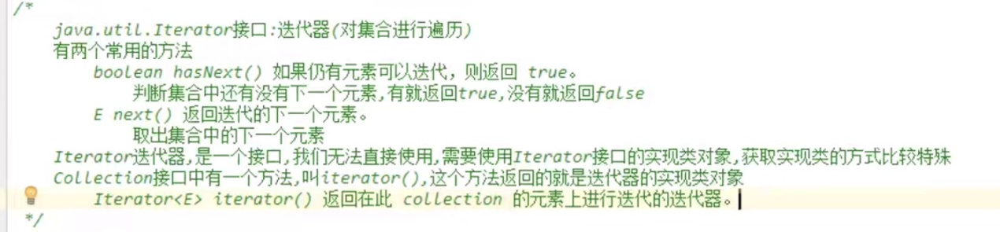 /*
java.util.Iterator接口:迭代器(对集合进行遍历)
有两个常用的方法
boolean hasNext() 如果仍有元素可以迭代，则返回 true。
判断集合中还有没有下一个元素,有就返回true,没有就返回false
E next() 返回迭代的下一个元素。
取出集合中的下一个元素
Iterator迭代器,是一个接口,我们无法直接使用,需要使用Iterator接口的实现类对象,获取实现类的方式比较特殊
Collection接口中有一个方法,叫iterator(),这个方法返回的就是迭代器的实现类对象
Iterator<E> iterator() 返回在此 collection 的元素上进行迭代的迭代器。
*/